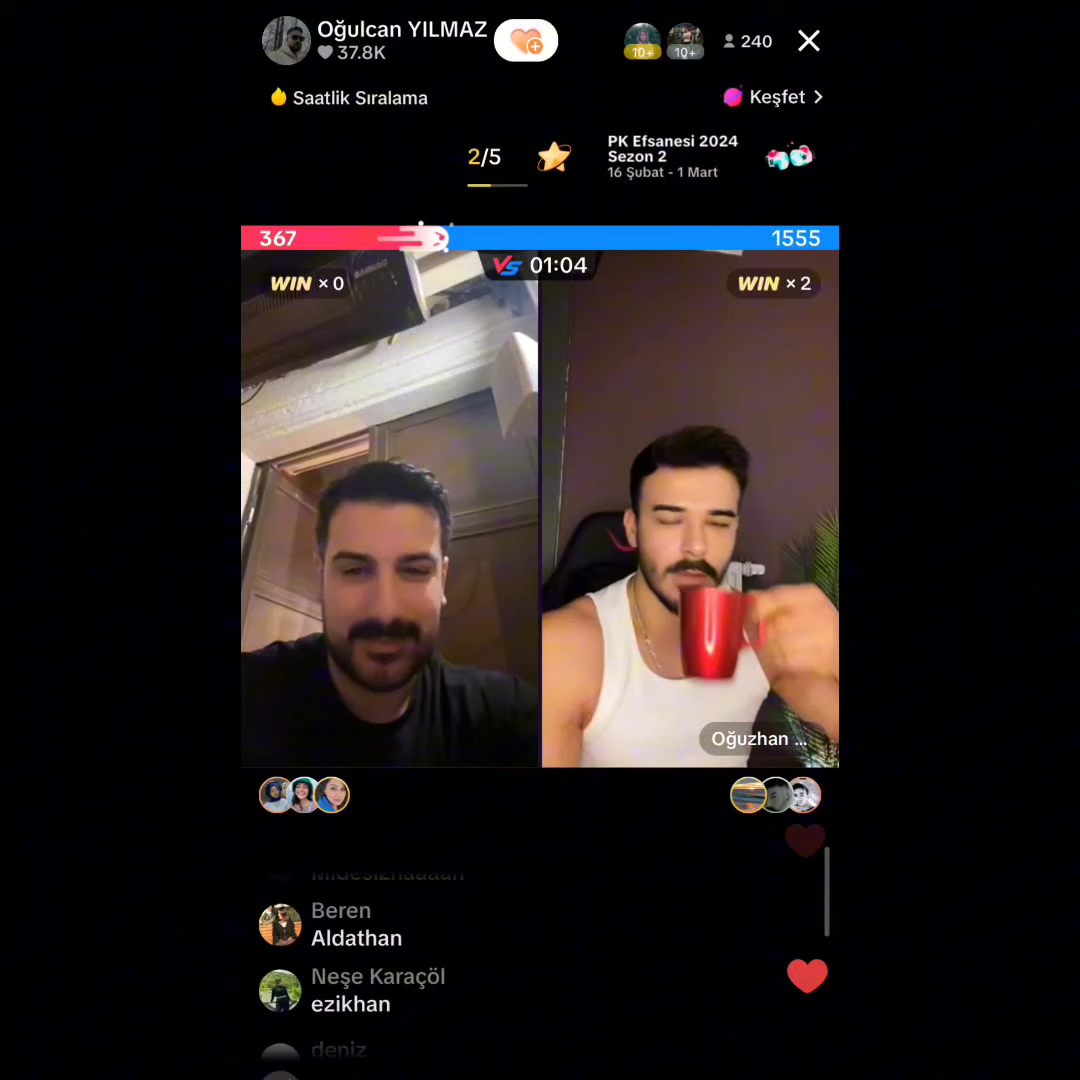 Oğulcan YILMAZ
37.8K
10+
10+
240
Saatlik Sıralama
Keşfet
2/5
PK Efsanesi 2024
Sezon 2
16 Şubat - 1 Mart
367
1555
VS 01:04
WIN × 0
WIN × 2
Oğuzhan ...
Beren
Aldathan
Neşe Karaçöl
ezikhan
deniz